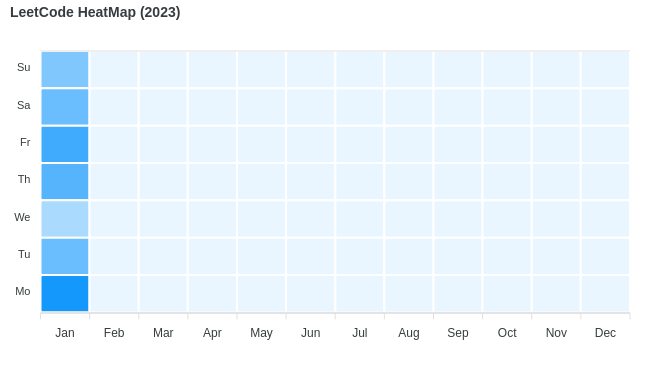 LeetCode HeatMap (2023)
Su
Sa
Fr
Th
We
Tu
Mo
Jan Feb Mar Apr May Jun Jul Aug Sep Oct Nov Dec